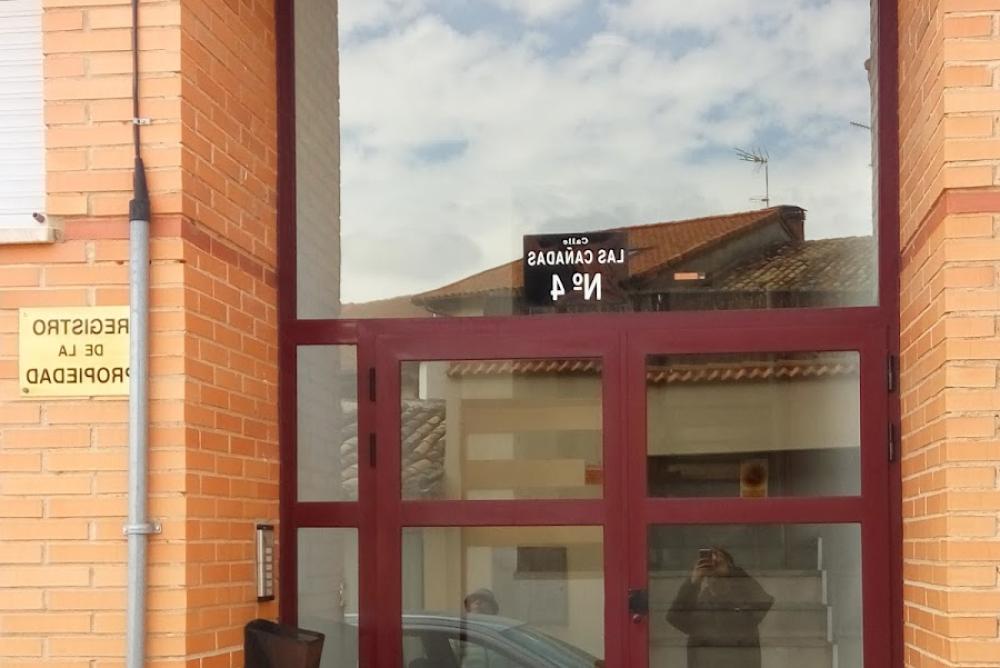 REGISTRO
DE LA
PROPIEDAD
Calle
LAS CAÑADAS
Nº 4